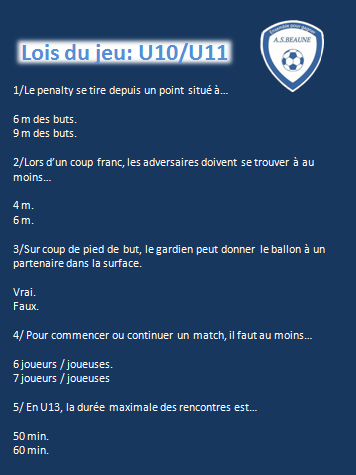 Ensemble pour gagner
A.S.BEAUNE
Lois du jeu: U10/U11
1/Le penalty se tire depuis un point situé à...
6 m des buts.
9 m des buts.
2/Lors d'un coup franc, les adversaires doivent se trouver à au
moins...
4 m.
6 m.
3/Sur coup de pied de but, le gardien peut donner le ballon à un
partenaire dans la surface.
Vrai.
Faux.
4/ Pour commencer ou continuer un match, il faut au moins...
6 joueurs / joueuses.
7 joueurs / joueuses
5/ En U13, la durée maximale des rencontres est...
50 min.
60 min.